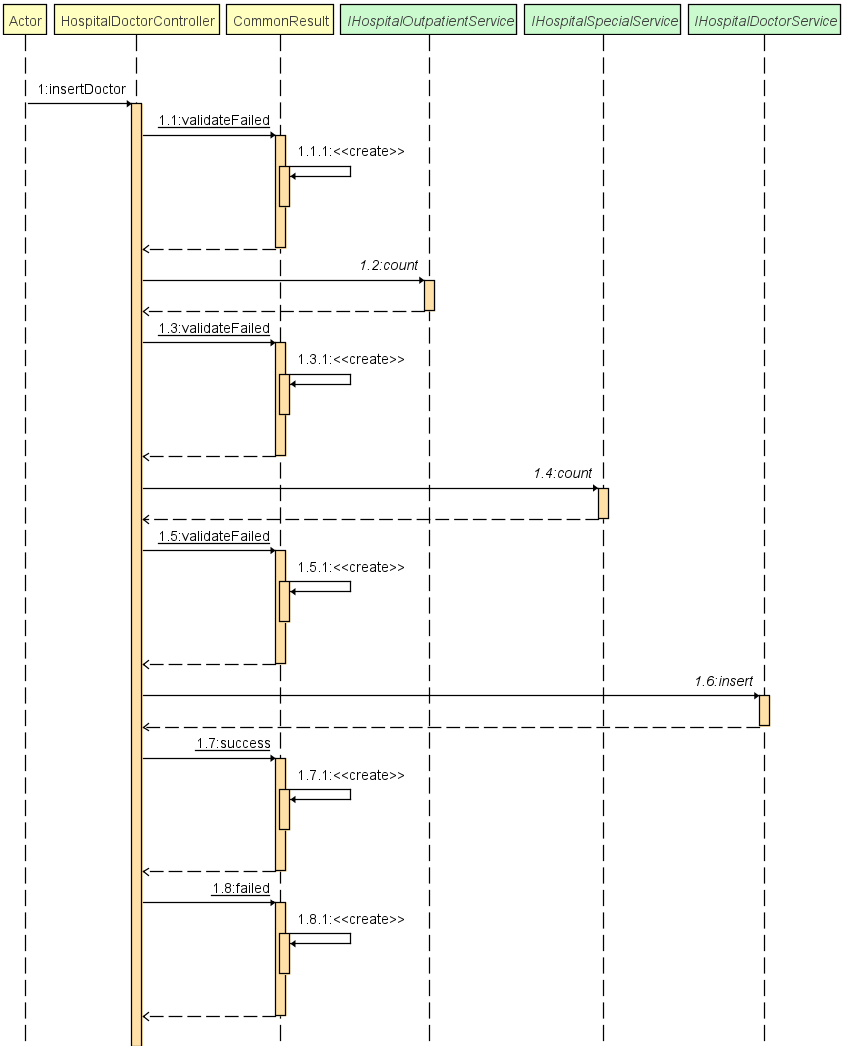 Actor
HospitalDoctorController
CommonResult
IHospitalOutpatientService
IHospitalSpecialService
IHospitalDoctorService
1:insertDoctor
1.1:validateFailed
1.1.1:<<create>>
1.2:count
1.3:validateFailed
1.3.1:<<create>>
1.4:count
1.5:validateFailed
1.5.1:<<create>>
1.6:insert
1.7:success
1.7.1:<<create>>
1.8:failed
1.8.1:<<create>>